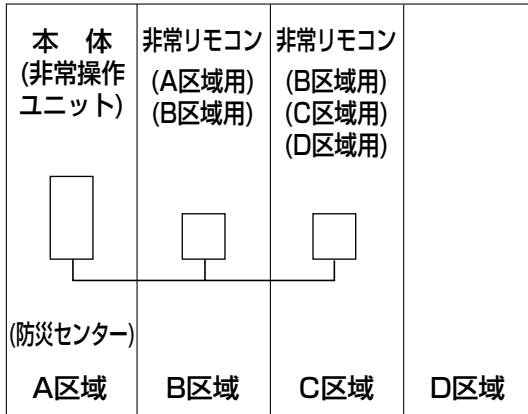 本 体
(非常操作
ユニット)
非常リモコン
(A区域用)
(B区域用)
非常リモコン
(B区域用)
(C区域用)
(D区域用)
(防災センター)
A区域
B区域
C区域
D区域